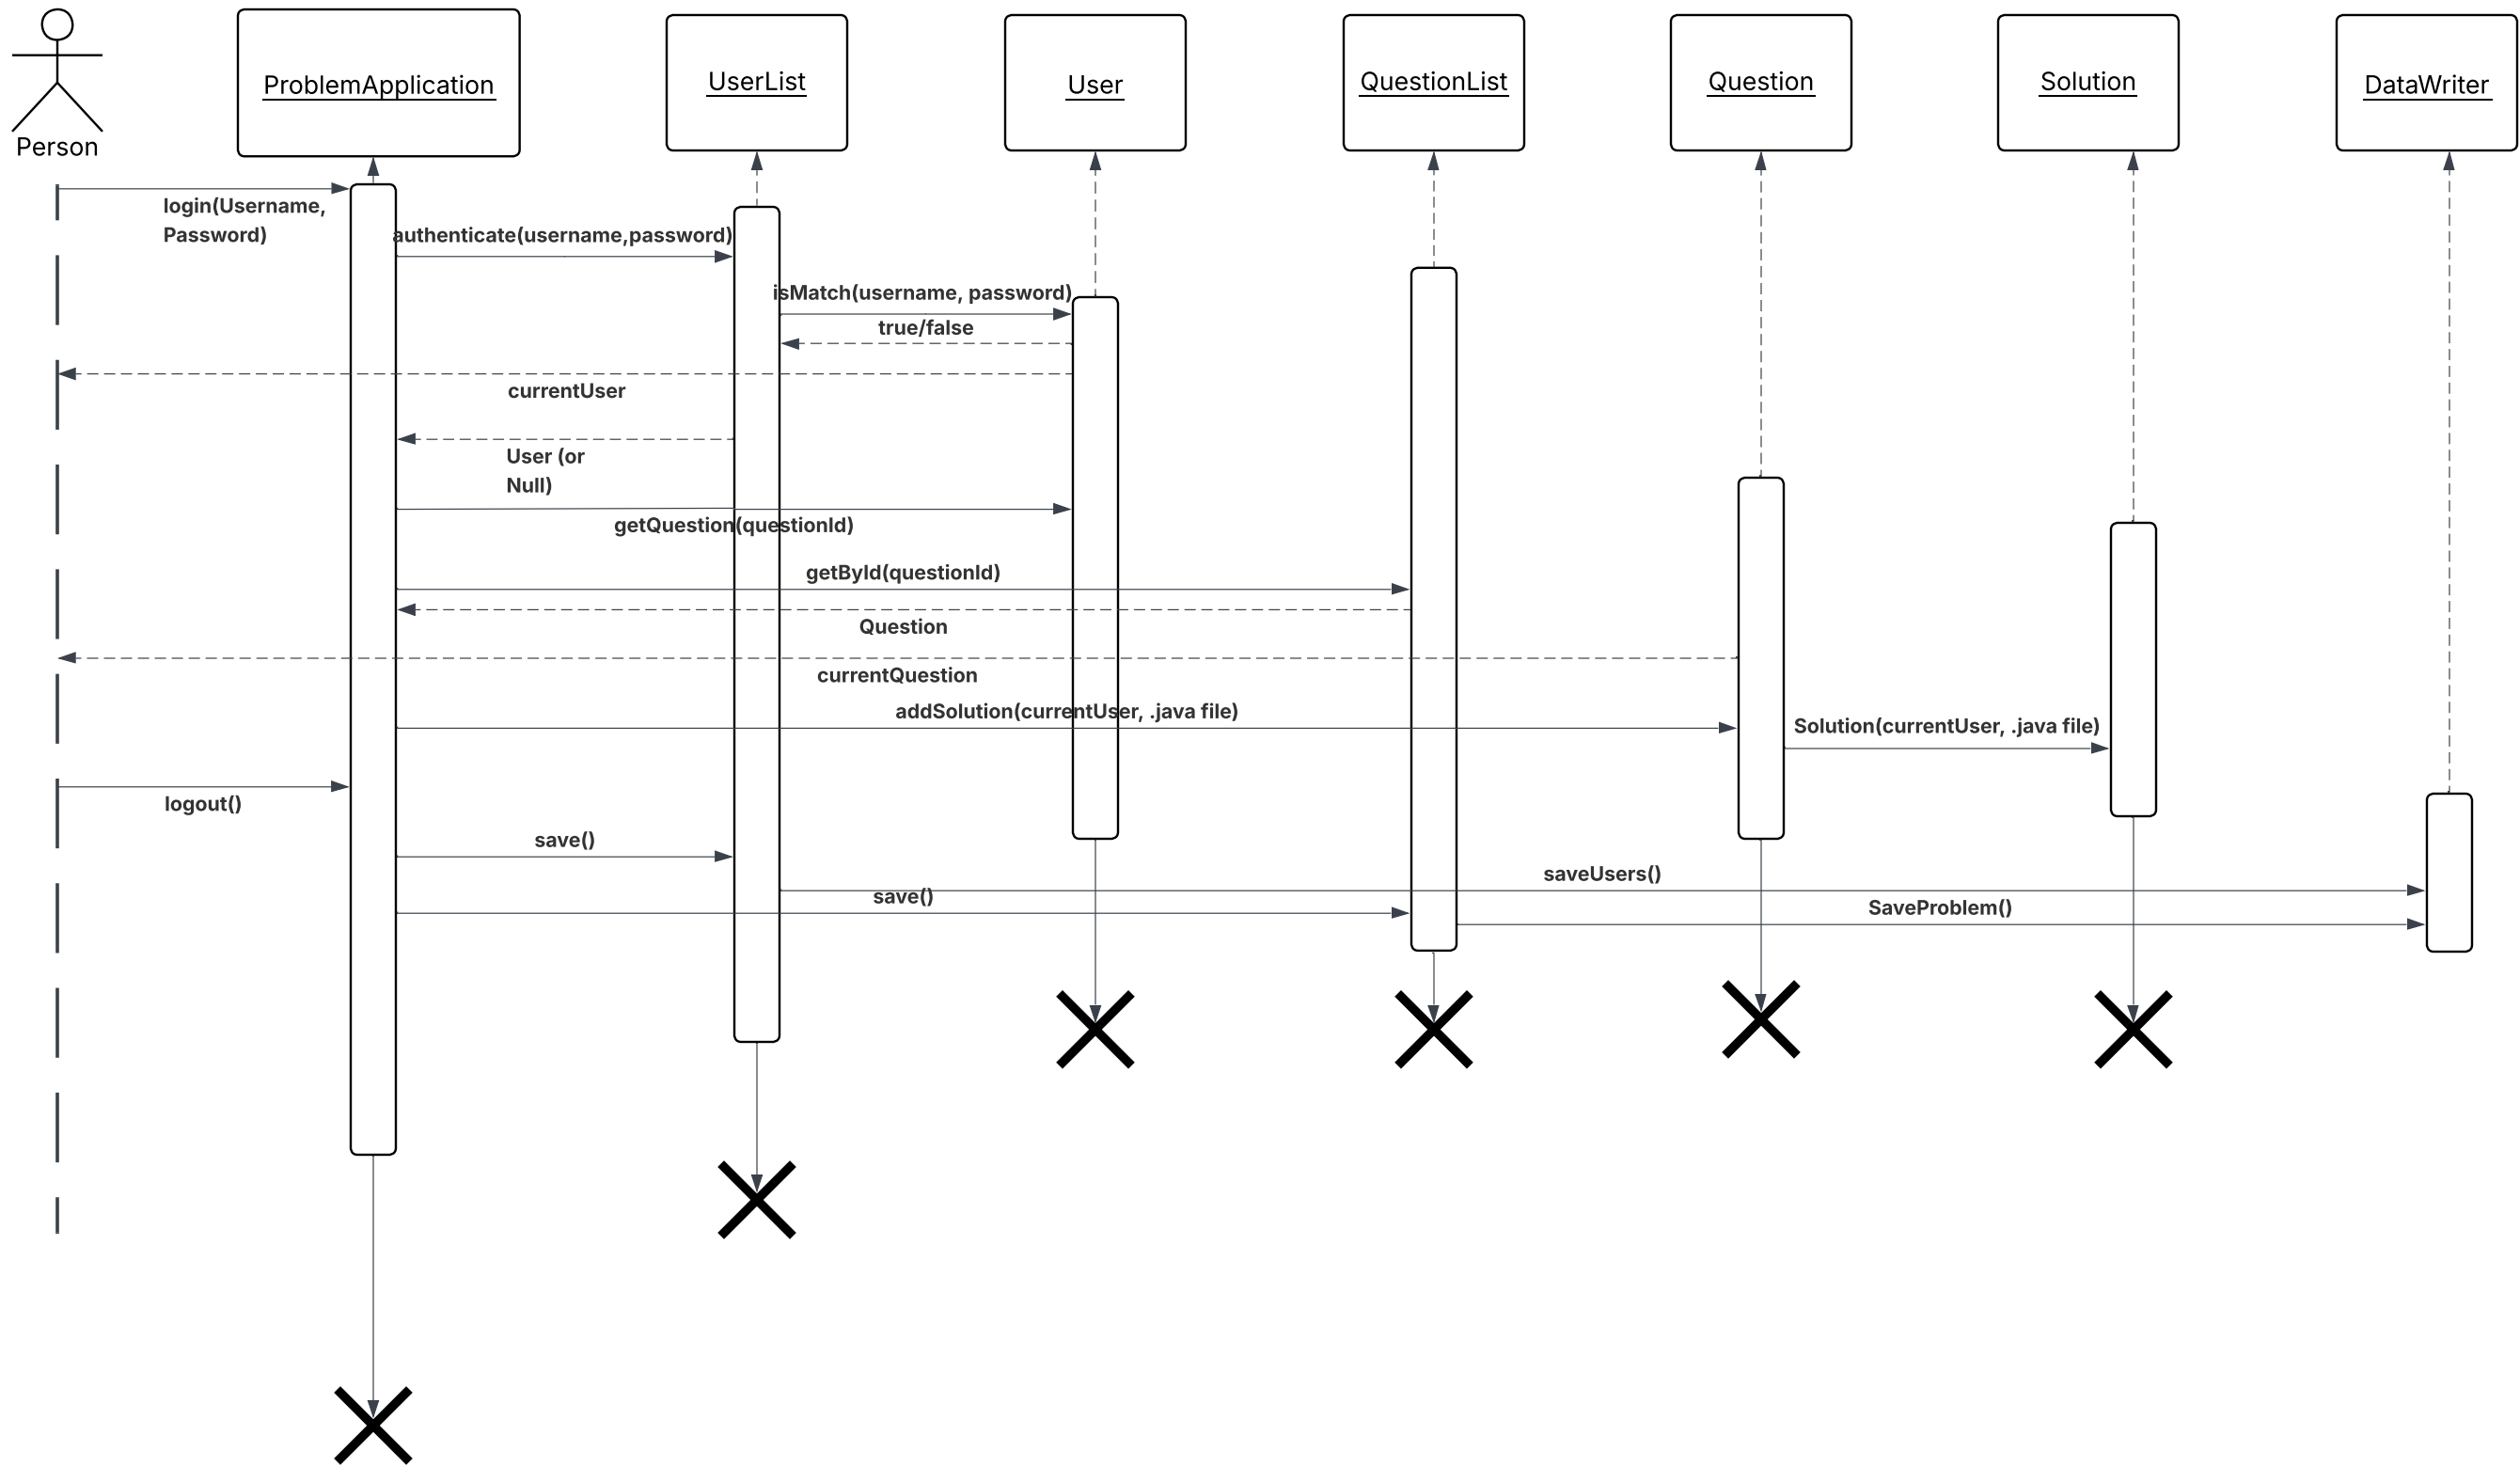 Person
ProblemApplication
UserList
User
QuestionList
Question
Solution
DataWriter
login(Username,
Password)
authenticate(username,password)
isMatch(username, password)
true/false
currentUser
User (or
Null)
getQuestion(questionId)
getById(questionId)
Question
currentQuestion
addSolution(currentUser, .java file)
Solution(currentUser, .java file)
logout()
save()
saveUsers()
save()
SaveProblem()